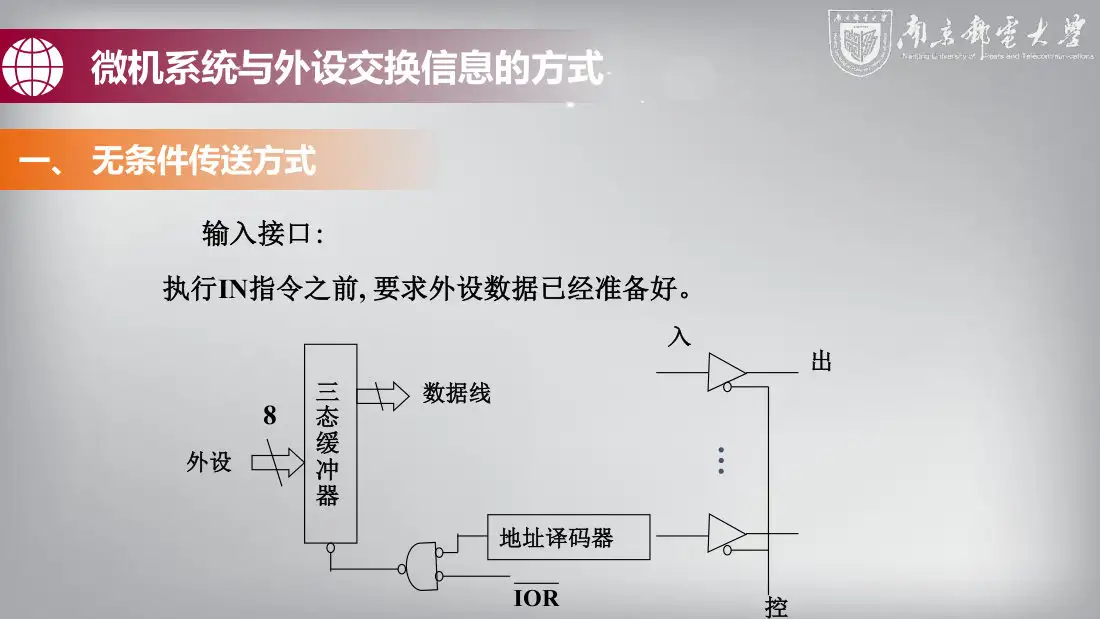 南京邮电大学
微机系统与外设交换信息的方式
一、 无条件传送方式
输入接口:
执行IN指令之前, 要求外设数据已经准备好。
入
出
三态缓冲器
数据线
8
外设
地址译码器
IOR
控